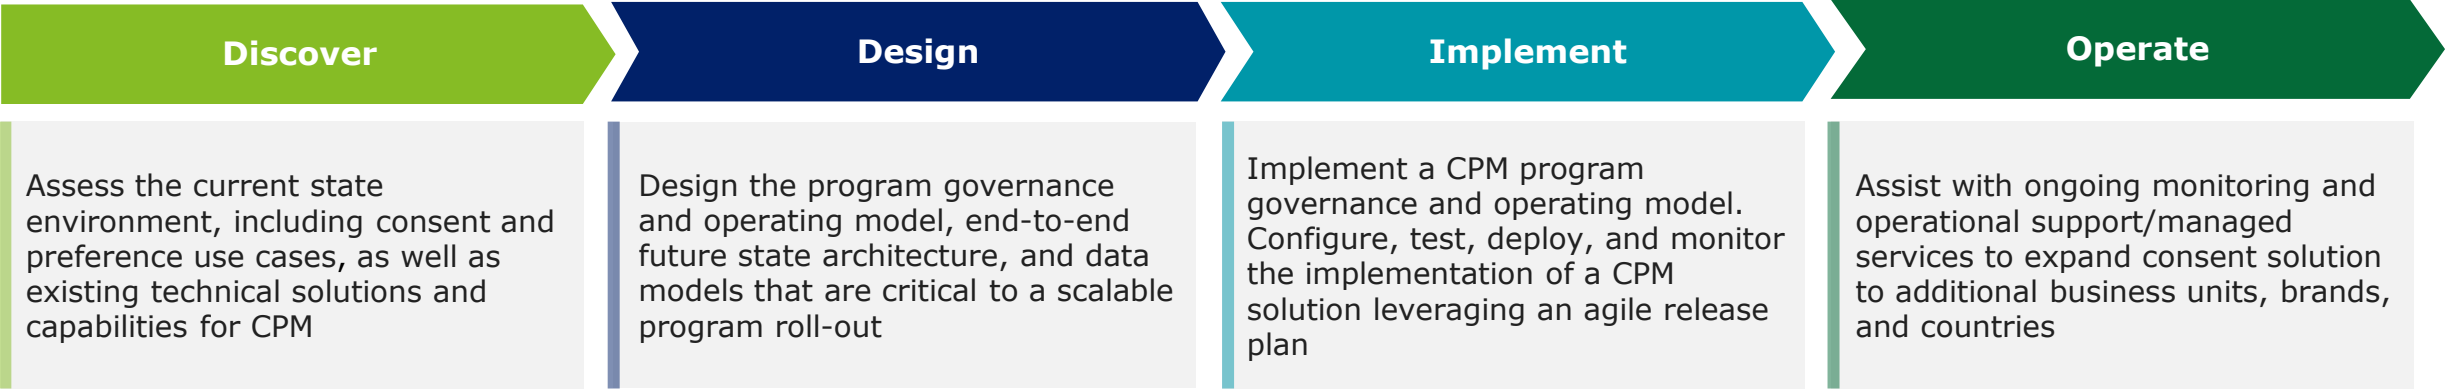 Discover
Assess the current state
environment, including consent and
preference use cases, as well as
existing technical solutions and
capabilities for CPM
Design
Design the program governance
and operating model, end-to-end
future state architecture, and data
models that are critical to a scalable
program roll-out
Implement
Implement a CPM program
governance and operating model.
Configure, test, deploy, and monitor
the implementation of a CPM
solution leveraging an agile release
plan
Operate
Assist with ongoing monitoring and
operational support/managed
services to expand consent solution
to additional business units, brands,
and countries